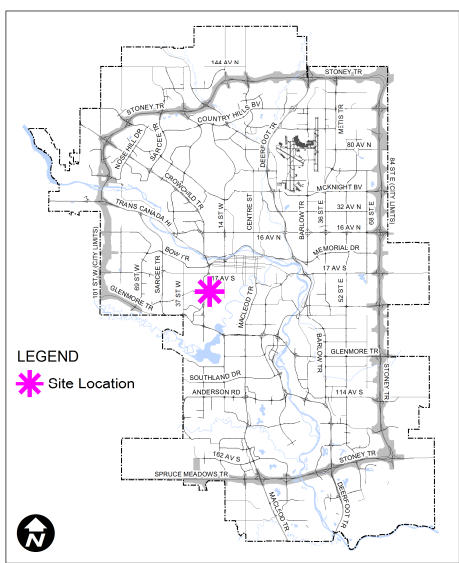 144 AV N
STONEY TR
STONEY TR
COUNTRY HILLS BV
METIS TR
NOSE HILL DR
SARCEE TR
DEERFOOT TR
80 AV N
84 ST E (CITY LIMITS)
CROWCHILD TR
MCKNIGHT BV
14 ST W
CENTRE ST
BARLOW TR
36 ST E
32 AV N
68 ST E
TRANS CANADA HI
16 AV N
16 AV N
MEMORIAL DR
BOW TR
101 ST W (CITY LIMITS)
69 ST W
SARCEE TR
37 ST W
17 AV S
17 AV S
MACLEOD TR
52 ST E
GLENMORE TR
BARLOW TR
GLENMORE TR
STONEY TR
LEGEND
Site Location
SOUTHLAND DR
ANDERSON RD
114 AV S
162 AV S
STONEY TR
SPRUCE MEADOWS TR
MACLEOD TR
DEERFOOT TR
N